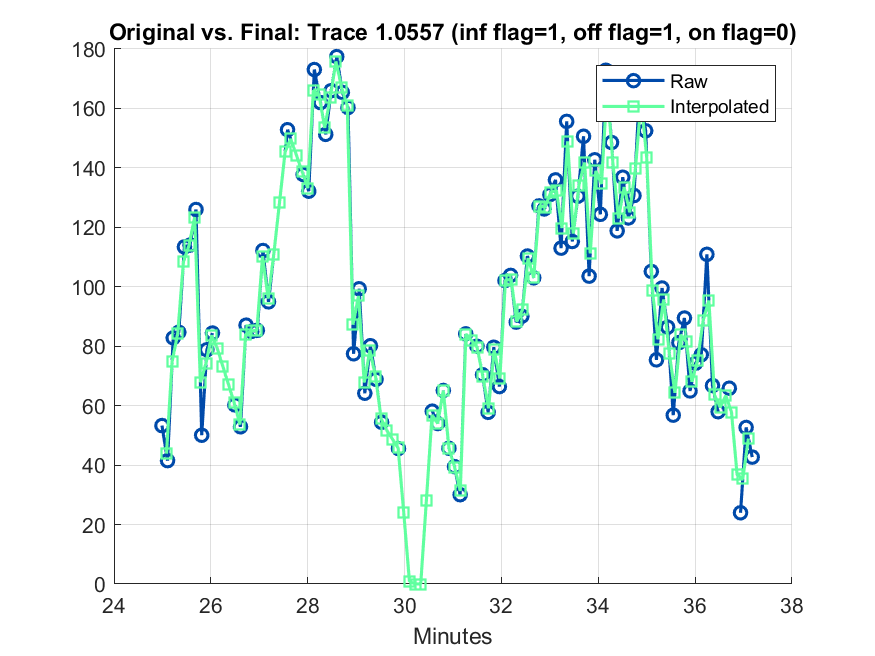 Original vs. Final: Trace 1.0557 (inf flag=1, off flag=1, on flag=0)
180
160
140
120
100
80
60
40
20
0
Raw
Interpolated
24 26 28 30 32 34 36 38
Minutes